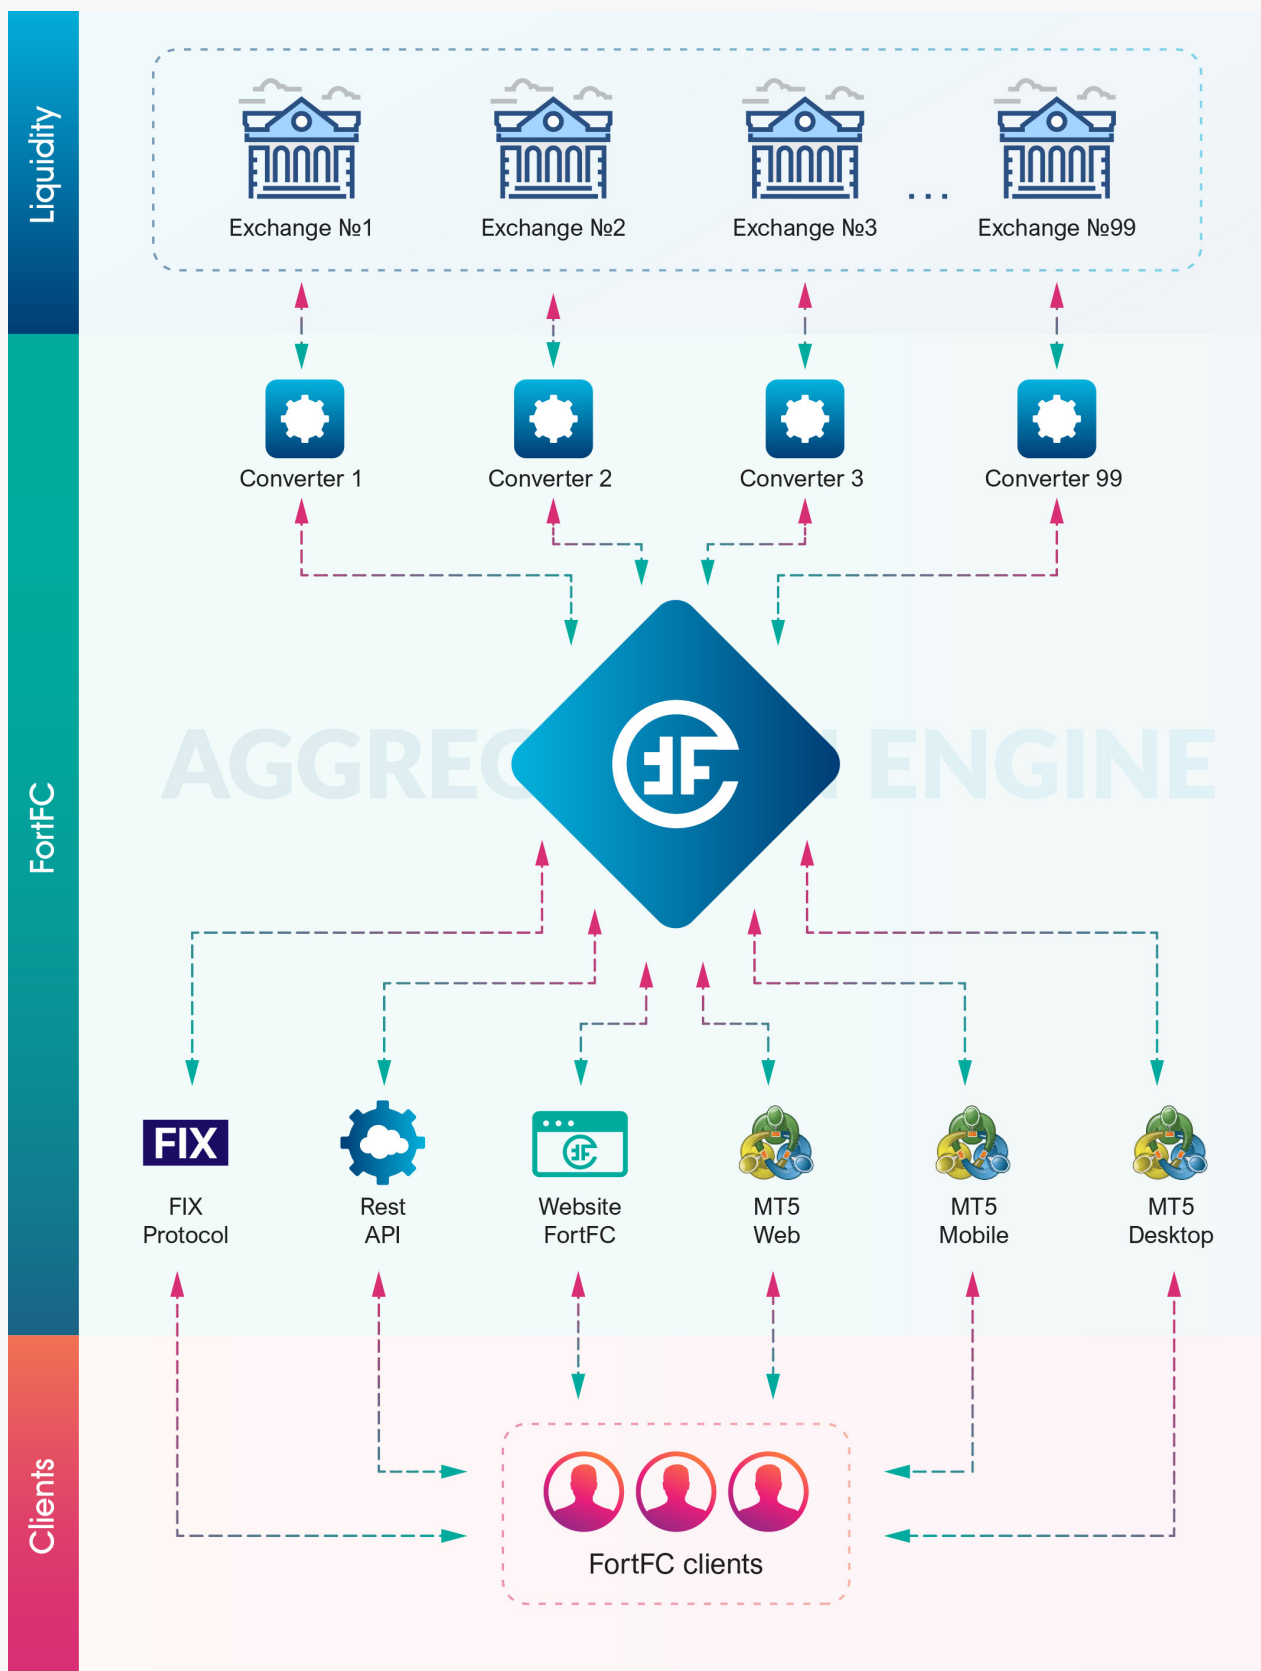 Liquidity
Exchange №1
Exchange №2
Exchange №3
...
Exchange №99
FortFC
Converter 1
Converter 2
Converter 3
Converter 99
AGGREG
ENGINE
FIX
FIX
Protocol
Rest
API
Website
FortFC
MT5
Web
MT5
Mobile
MT5
Desktop
Clients
FortFC clients